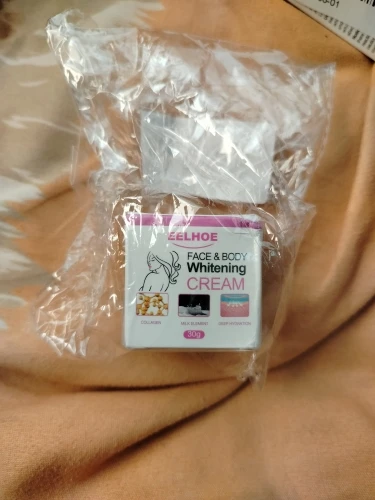 EELHOE
FACE & BODY
Whitening
CREAM
COLLAGEN
30g